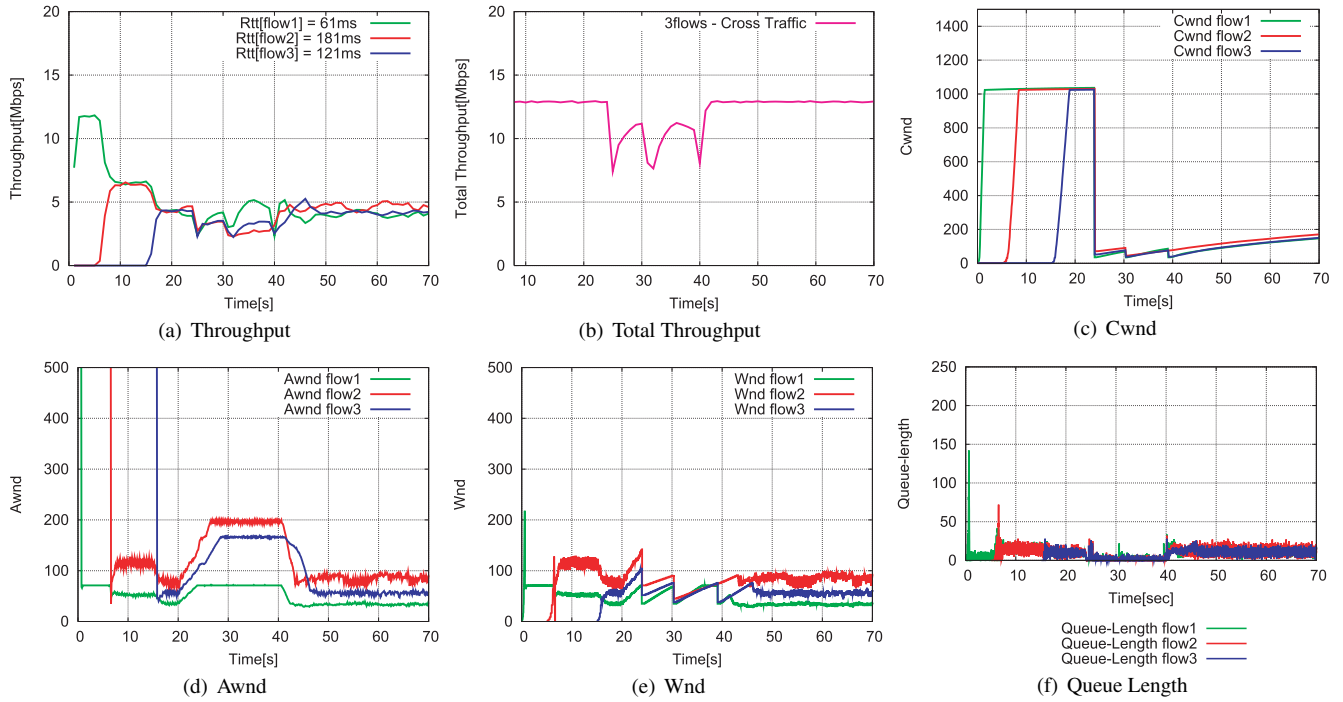 Rtt[flow1] = 61ms
Rtt[flow2] = 181ms
Rtt[flow3] = 121ms
Throughput[Mbps]
20
15
10
5
0
0 10 20 30 40 50 60 70
Time[s]
(a) Throughput
3flows - Cross Traffic
Total Throughput[Mbps]
20
15
10
5
0
10 20 30 40 50 60 70
Time[s]
(b) Total Throughput
Cwnd flow1
Cwnd flow2
Cwnd flow3
Cwnd
1400
1200
1000
800
600
400
200
0
0 10 20 30 40 50 60 70
Time[s]
(c) Cwnd
Awnd flow1
Awnd flow2
Awnd flow3
Awnd
500
400
300
200
100
0
0 10 20 30 40 50 60 70
Time[s]
(d) Awnd
Wnd flow1
Wnd flow2
Wnd flow3
Wnd
500
400
300
200
100
0
0 10 20 30 40 50 60 70
Time[s]
(e) Wnd
Queue-length
250
200
150
100
50
25
0
0 10 20 30 40 50 60 70
Time[sec]
Queue-Length flow1
Queue-Length flow2
Queue-Length flow3
(f) Queue Length